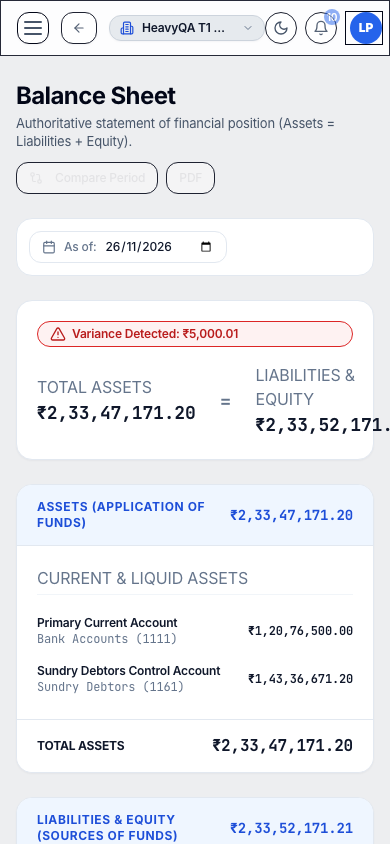 HeavyQA T1 ...
LP
Balance Sheet
Authoritative statement of financial position (Assets =
Liabilities + Equity).
Compare Period
PDF
As of: 26/11/2026
Variance Detected: ₹5,000.01
TOTAL ASSETS
₹2,33,47,171.20
=
LIABILITIES &
EQUITY
₹2,33,52,171.
ASSETS (APPLICATION OF
FUNDS)
₹2,33,47,171.20
CURRENT & LIQUID ASSETS
Primary Current Account
Bank Accounts (1111)
₹1,20,76,500.00
Sundry Debtors Control Account
Sundry Debtors (1161)
₹1,43,36,671.20
TOTAL ASSETS
₹2,33,47,171.20
LIABILITIES & EQUITY
(SOURCES OF FUNDS)
₹2,33,52,171.21